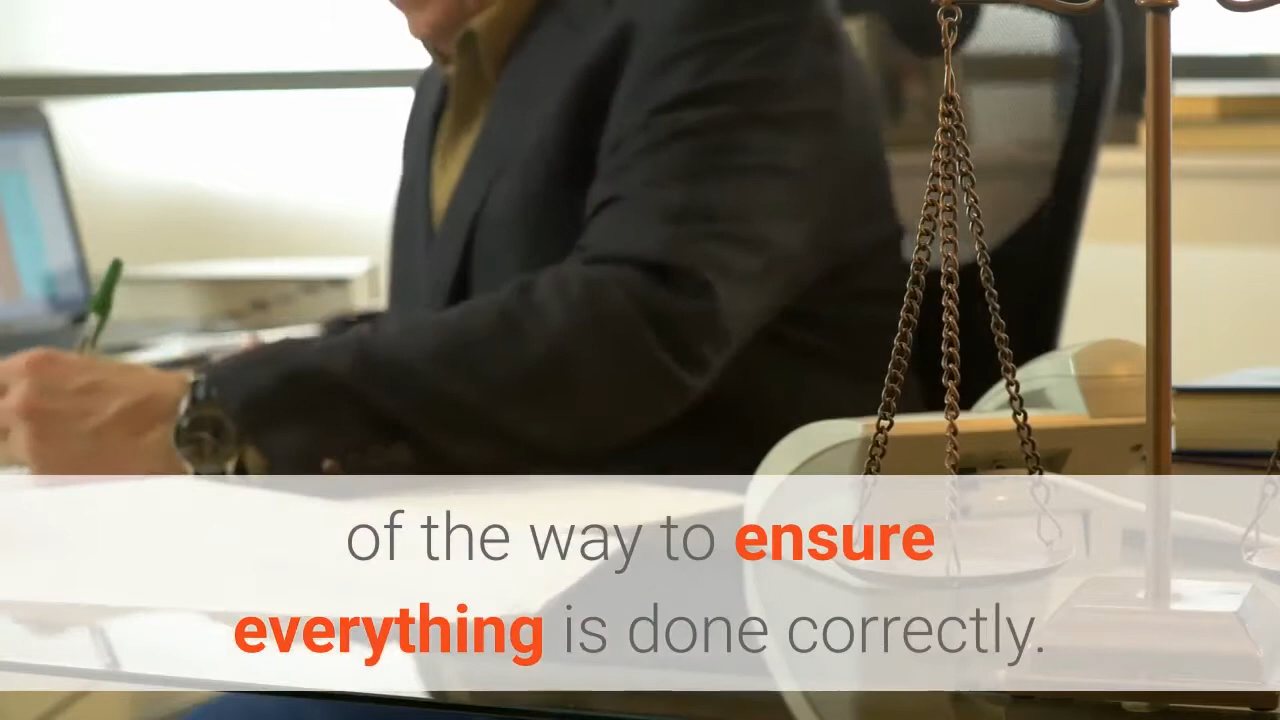 of the way to ensure
everything is done correctly.